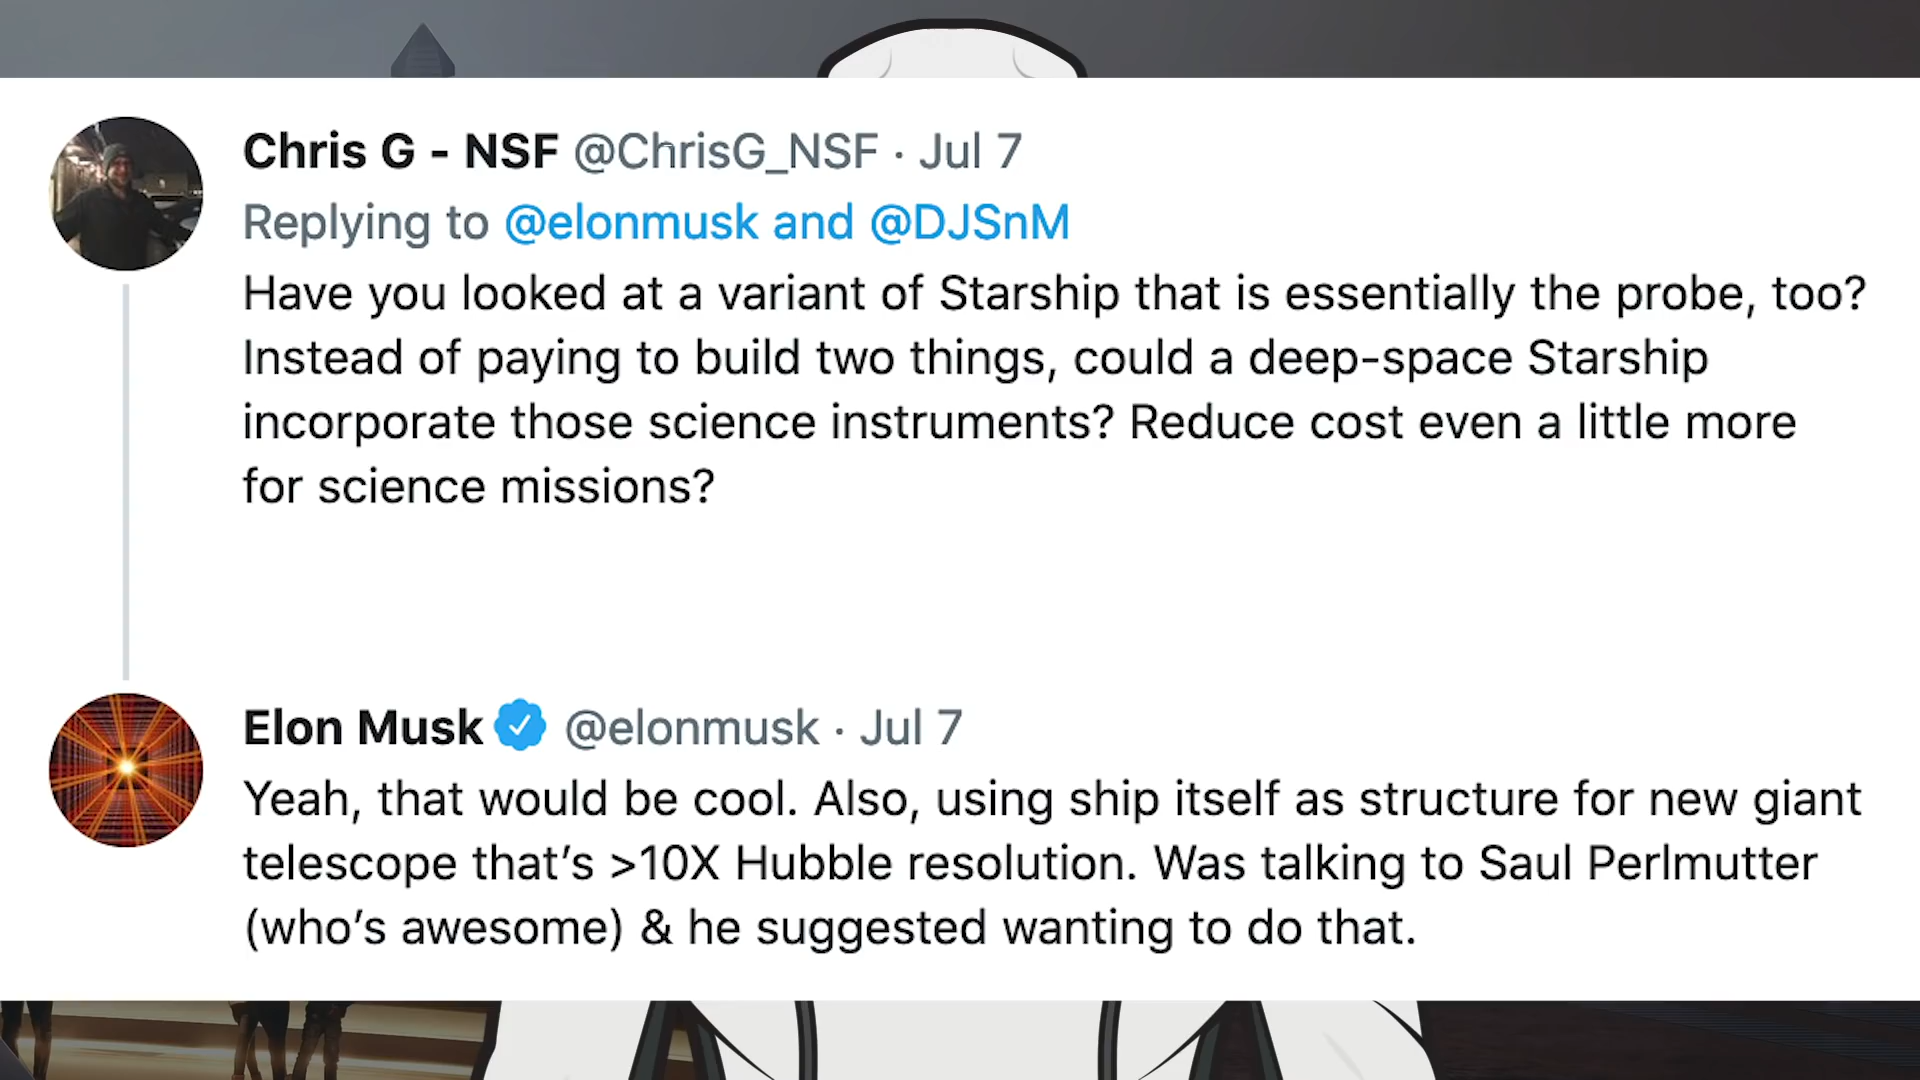 Chris G - NSF @ChrisG_NSF · Jul 7
Replying to @elonmusk and @DJSnM
Have you looked at a variant of Starship that is essentially the probe, too?
Instead of paying to build two things, could a deep-space Starship
incorporate those science instruments? Reduce cost even a little more
for science missions?
Elon Musk @elonmusk · Jul 7
Yeah, that would be cool. Also, using ship itself as structure for new giant
telescope that’s >10X Hubble resolution. Was talking to Saul Perlmutter
(who’s awesome) & he suggested wanting to do that.